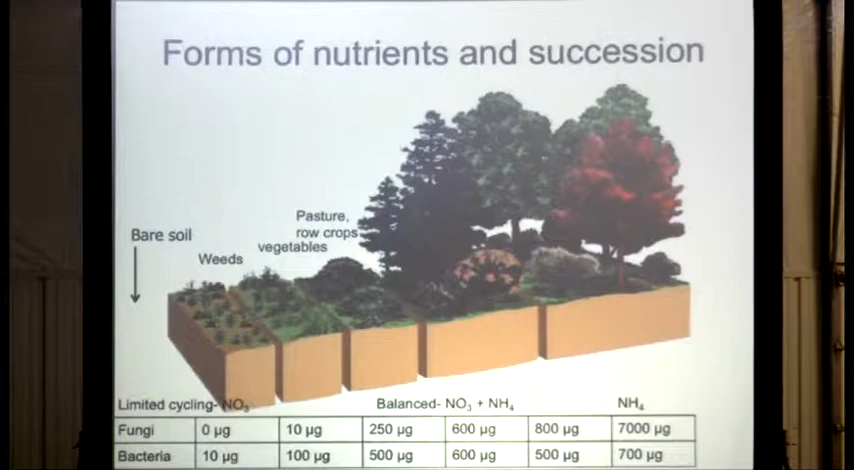 Forms of nutrients and succession
Pasture,
row crops
Bare soil
vegetables
Weeds
Limited cycling- NO₃
Balanced- NO₃ + NH₄
NH₄
Fungi 0 µg 10 µg 250 µg 600 µg 800 µg 7000 µg
Bacteria 10 µg 100 µg 500 µg 600 µg 500 µg 700 µg